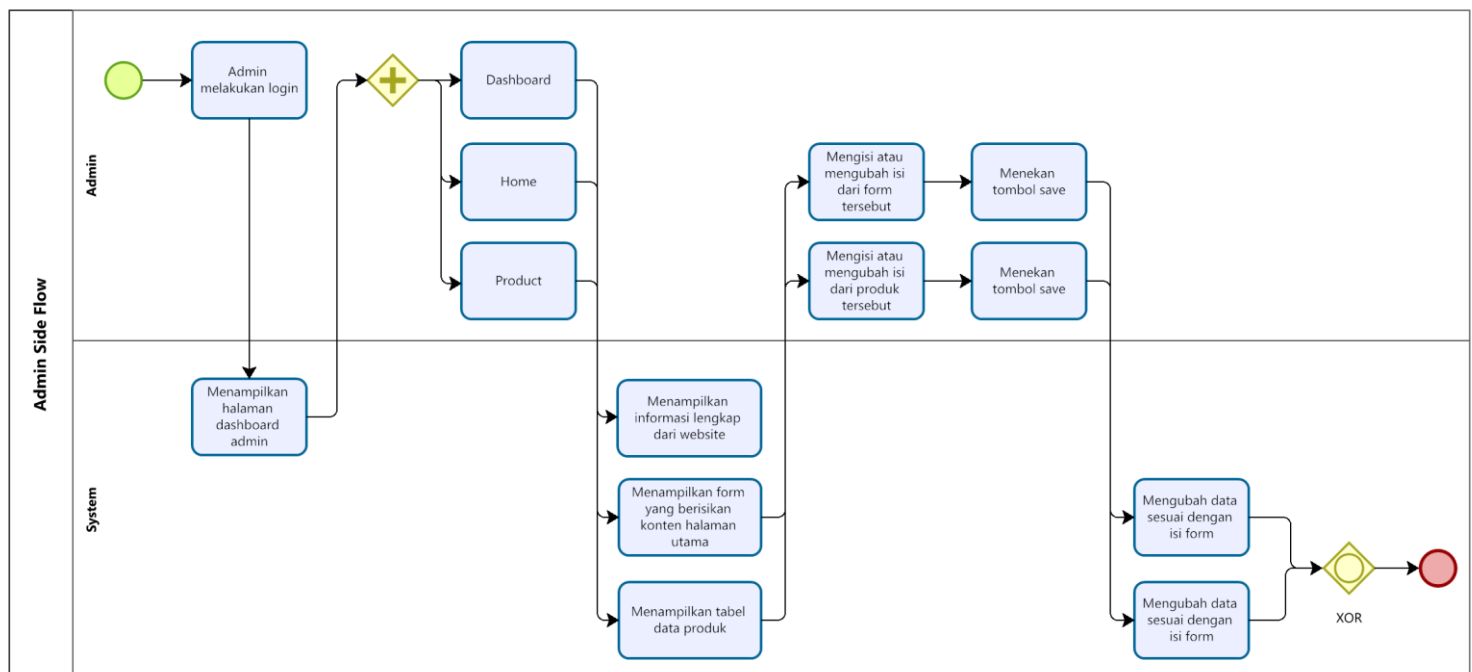 Admin Side Flow
Admin
Admin
melakukan login
Dashboard
Home
Product
Mengisi atau
mengubah isi
dari form
tersebut
Menekan
tombol save
Mengisi atau
mengubah isi
dari produk
tersebut
Menekan
tombol save
System
Menampilkan
halaman
dashboard
admin
Menampilkan
informasi lengkap
dari website
Menampilkan form
yang berisikan
konten halaman
utama
Menampilkan tabel
data produk
Mengubah data
sesuai dengan
isi form
Mengubah data
sesuai dengan
isi form
XOR